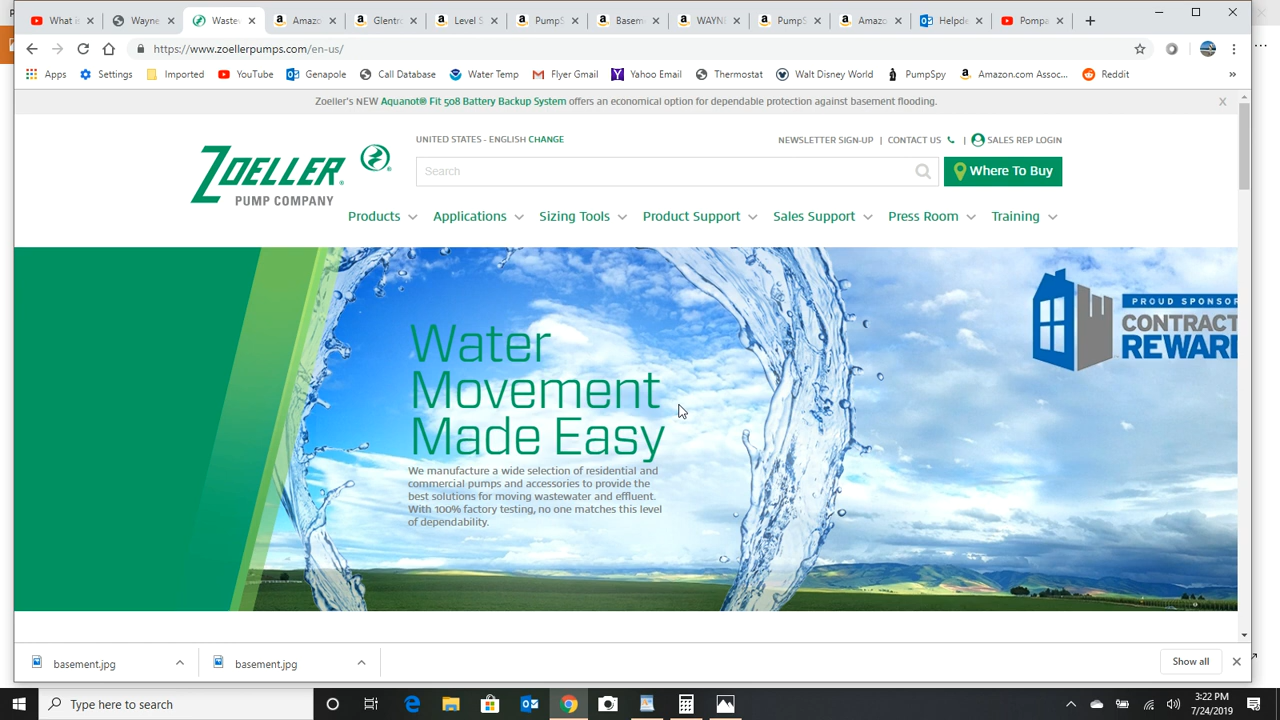 What is
Wayne
Waste
Amazo
Glentro
Level S
PumpS
Basem
WAYNE
PumpS
Amazo
Helpde
Pompa
https://www.zoellerpumps.com/en-us/
Apps Settings Imported YouTube Genapole Call Database Water Temp Flyer Gmail Yahoo Email Thermostat Walt Disney World PumpSpy Amazon.com Assoc... Reddit »
Zoeller's NEW Aquanot® Fit 508 Battery Backup System offers an economical option for dependable protection against basement flooding. X
UNITED STATES - ENGLISH CHANGE
NEWSLETTER SIGN-UP | CONTACT US | SALES REP LOGIN
ZOELLER®
PUMP COMPANY
Search
Where To Buy
Products Applications Sizing Tools Product Support Sales Support Press Room Training
PROUD SPONSOR
CONTRACT
REWAR
Water
Movement
Made Easy
We manufacture a wide selection of residential and
commercial pumps and accessories to provide the
best solutions for moving wastewater and effluent.
With 100% factory testing, no one matches this level
of dependability.
basement.jpg
basement.jpg
Show all
Type here to search
3:22 PM
7/24/2019